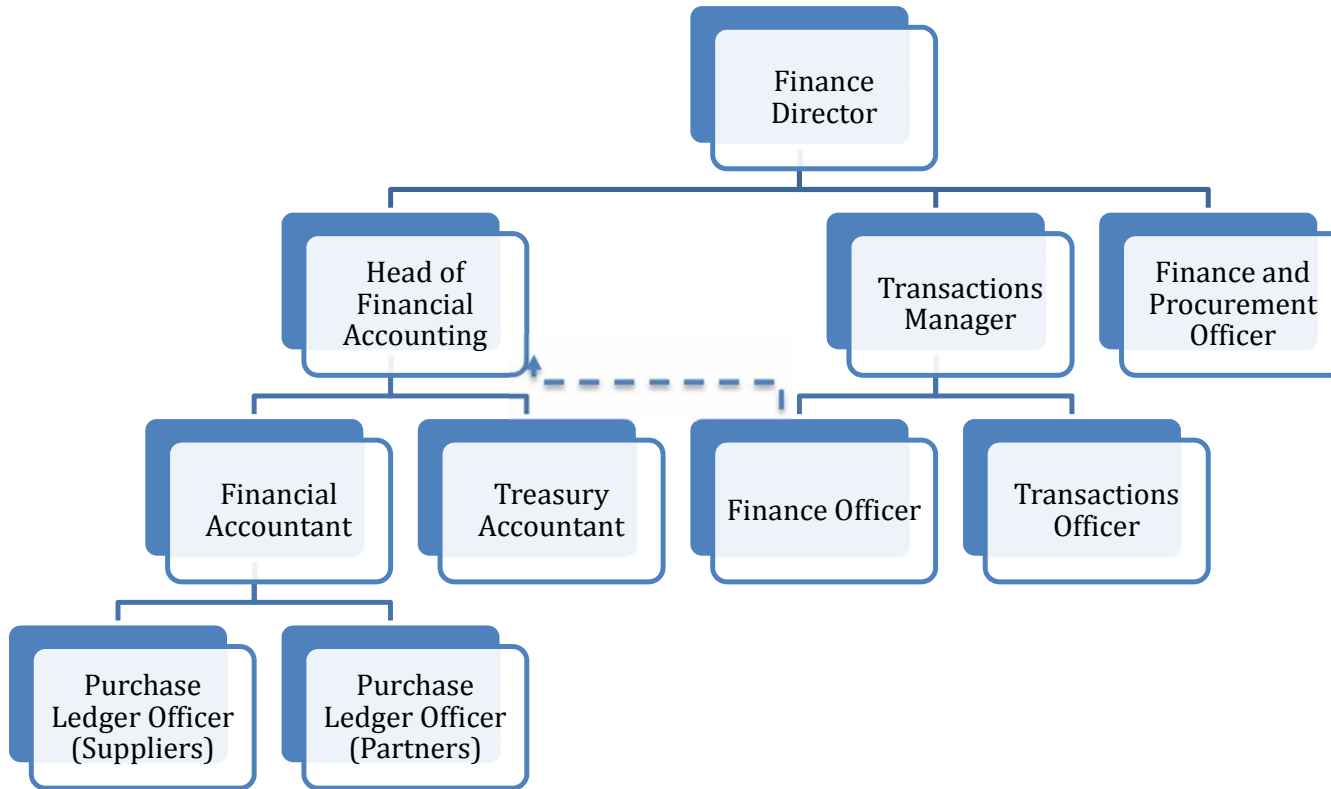 Finance
Director
Head of
Financial
Accounting
Transactions
Manager
Finance and
Procurement
Officer
Financial
Accountant
Treasury
Accountant
Finance Officer
Transactions
Officer
Purchase
Ledger Officer
(Suppliers)
Purchase
Ledger Officer
(Partners)